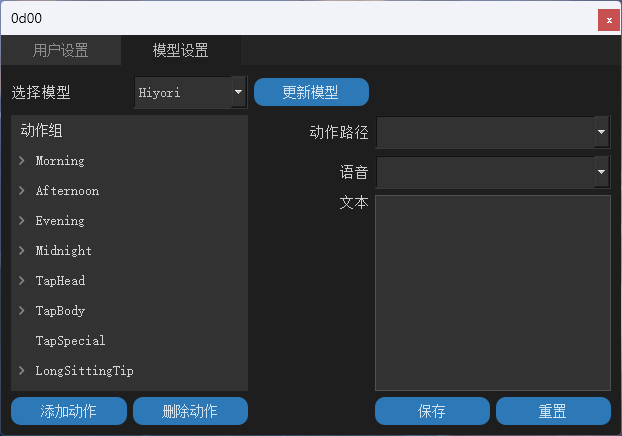 0d00 x
用户设置 模型设置
选择模型 Hiyori 更新模型
动作组
Morning
Afternoon
Evening
Midnight
TapHead
TapBody
TapSpecial
LongSittingTip
添加动作 删除动作
动作路径
语音
文本
保存 重置